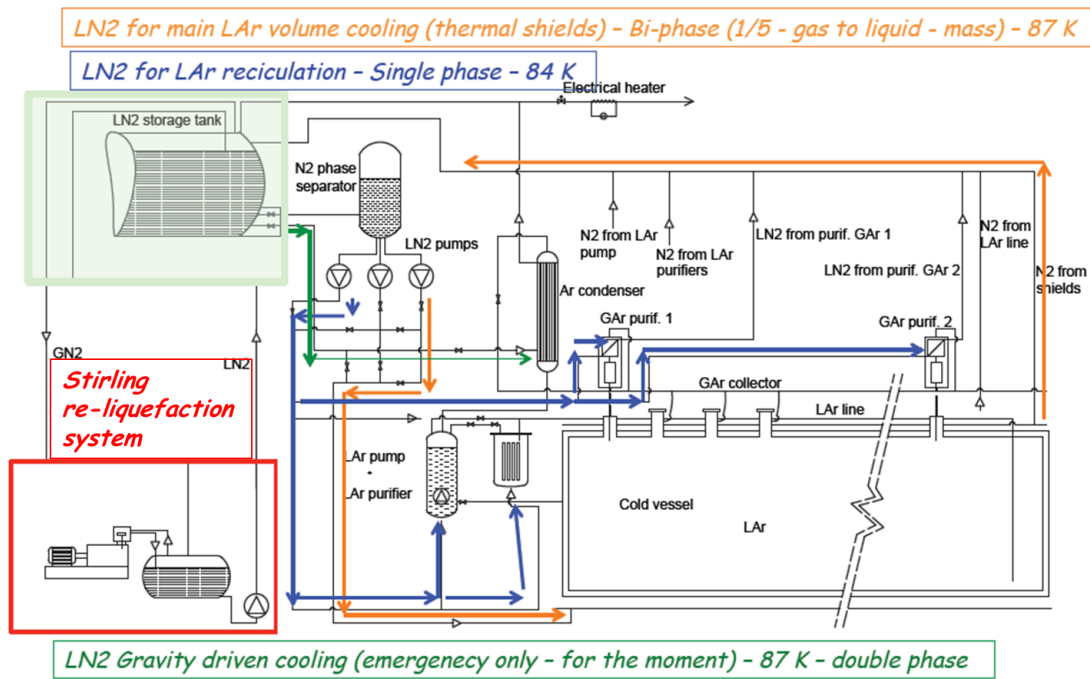 LN2 for main LAr volume cooling (thermal shields) – Bi-phase (1/5 - gas to liquid - mass) – 87 K
LN2 for LAr reciculation – Single phase – 84 K
Electrical heater
LN2 storage tank
N2 phase
separator
LN2 pumps
Ar condenser
N2 from LAr
pump
N2 from LAr
purifiers
LN2 from purif. GAr 1
LN2 from purif. GAr 2
N2 from
LAr line
N2 from
shields
GAr purif. 1
GAr purif. 2
GN2
LN2
Stirling
re-liquefaction
system
GAr collector
LAr line
LAr pump
+
LAr purifier
Cold vessel
LAr
LN2 Gravity driven cooling (emergenecy only – for the moment) – 87 K – double phase